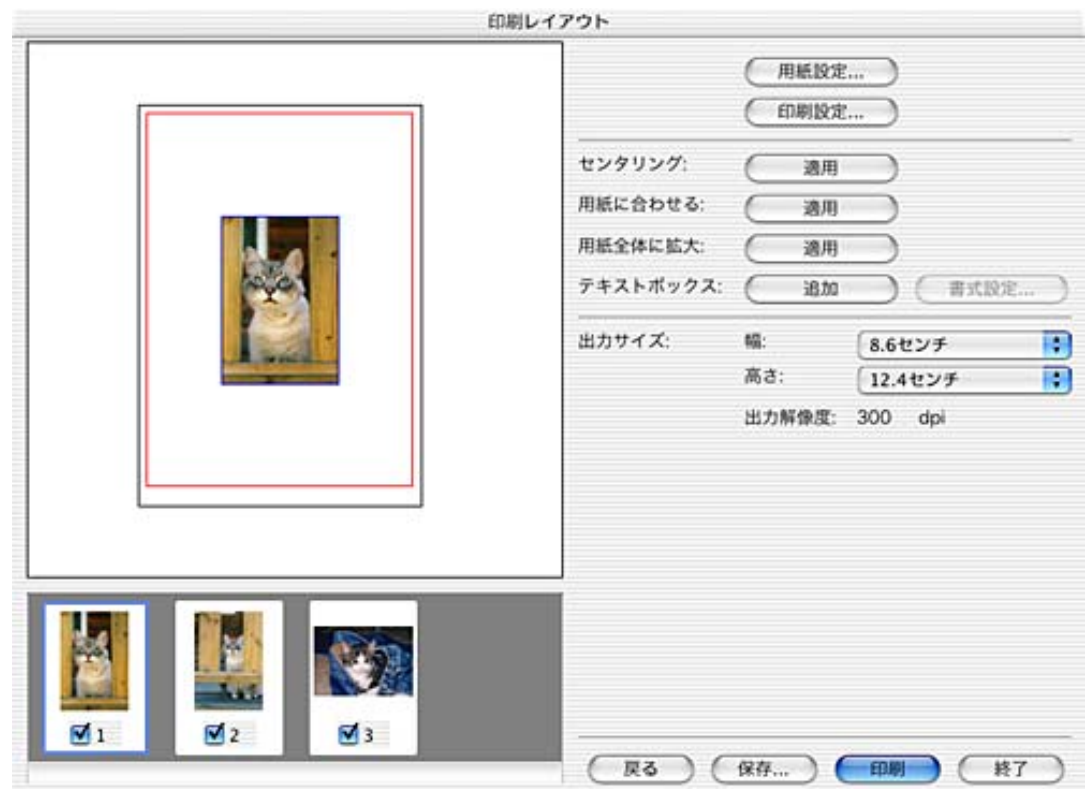 印刷レイアウト
用紙設定...
印刷設定...
センタリング: 適用
用紙に合わせる: 適用
用紙全体に拡大: 適用
テキストボックス: 追加 書式設定...
出力サイズ: 幅: 8.6センチ
高さ: 12.4センチ
出力解像度: 300 dpi
1 2 3
戻る 保存... 印刷 終了